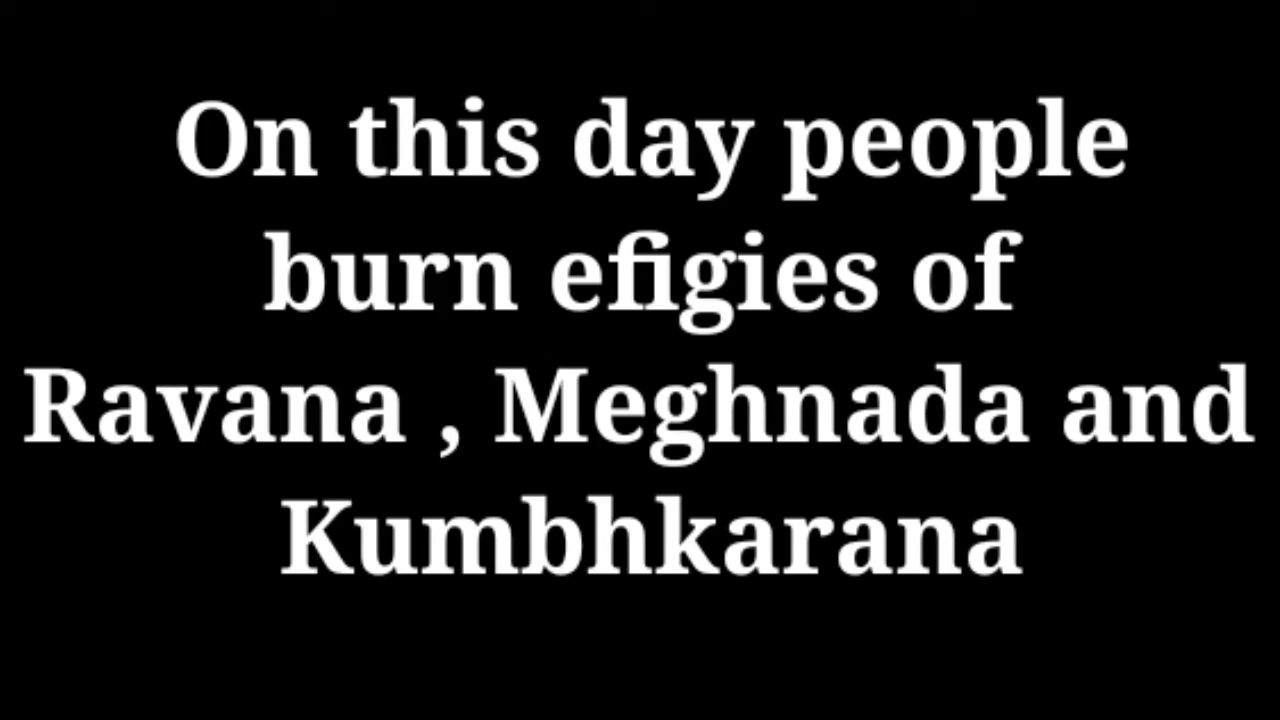 On this day people
burn efigies of
Ravana , Meghnada and
Kumbhkarana